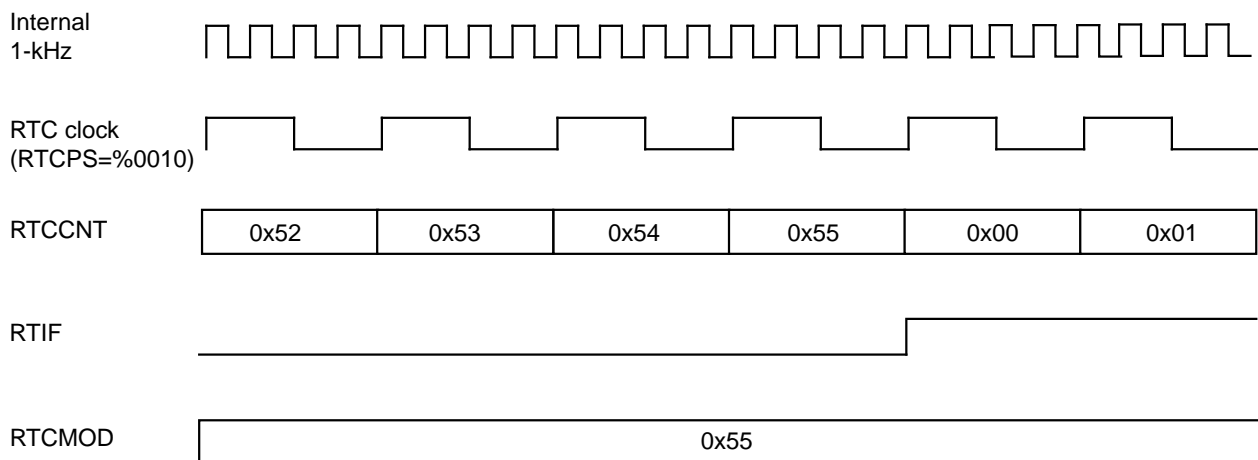 Internal
1-kHz
RTC clock
(RTCPS=%0010)
RTCCNT
0x52 0x53 0x54 0x55 0x00 0x01
RTIF
RTCMOD
0x55